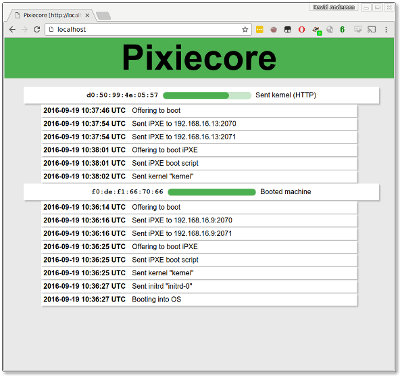 David Anderson
Pixiecore [http://local
localhost
Pixiecore
d0:50:99:4e:05:57 Sent kernel (HTTP)
2016-09-19 10:37:46 UTC Offering to boot
2016-09-19 10:37:54 UTC Sent iPXE to 192.168.16.13:2070
2016-09-19 10:37:54 UTC Sent iPXE to 192.168.16.13:2071
2016-09-19 10:38:01 UTC Offering to boot iPXE
2016-09-19 10:38:01 UTC Sent iPXE boot script
2016-09-19 10:38:02 UTC Sent kernel "kernel"
f0:de:f1:66:70:66 Booted machine
2016-09-19 10:36:14 UTC Offering to boot
2016-09-19 10:36:16 UTC Sent iPXE to 192.168.16.9:2070
2016-09-19 10:36:16 UTC Sent iPXE to 192.168.16.9:2071
2016-09-19 10:36:25 UTC Offering to boot iPXE
2016-09-19 10:36:25 UTC Sent iPXE boot script
2016-09-19 10:36:25 UTC Sent kernel "kernel"
2016-09-19 10:36:27 UTC Sent initrd "initrd-0"
2016-09-19 10:36:27 UTC Booting into OS